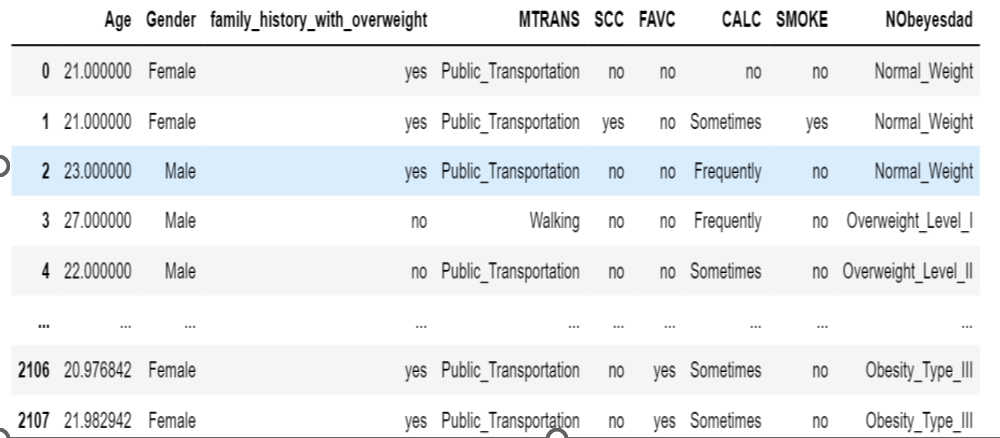 Age Gender family_history_with_overweight MTRANS SCC FAVC CALC SMOKE NObeyesdad
0 21.000000 Female yes Public_Transportation no no no no Normal_Weight
1 21.000000 Female yes Public_Transportation yes no Sometimes yes Normal_Weight
2 23.000000 Male yes Public_Transportation no no Frequently no Normal_Weight
3 27.000000 Male no Walking no no Frequently no Overweight_Level_I
4 22.000000 Male no Public_Transportation no no Sometimes no Overweight_Level_II
... ... ... ... ... ... ... ... ... ...
2106 20.976842 Female yes Public_Transportation no yes Sometimes no Obesity_Type_III
2107 21.982942 Female yes Public_Transportation no yes Sometimes no Obesity_Type_III